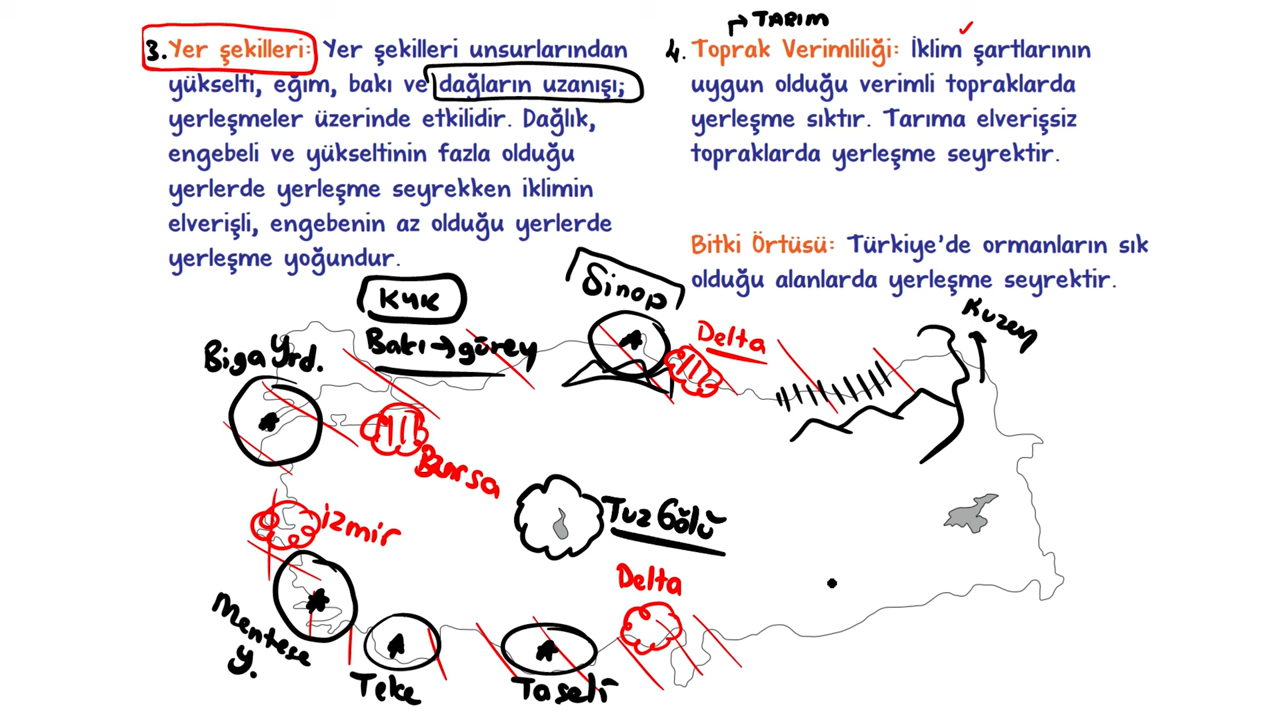 3. Yer şekilleri: Yer şekilleri unsurlarından
yükselti, eğim, bakı ve dağların uzanışı;
yerleşmeler üzerinde etkilidir. Dağlık,
engebeli ve yükseltinin fazla olduğu
yerlerde yerleşme seyrekken iklimin
elverişli, engebenin az olduğu yerlerde
yerleşme yoğundur.
TARIM
4. Toprak Verimliliği: İklim şartlarının
uygun olduğu verimli topraklarda
yerleşme sıktır. Tarıma elverişsiz
topraklarda yerleşme seyrektir.
Bitki Örtüsü: Türkiye'de ormanların sık
olduğu alanlarda yerleşme seyrektir.
KYK
Bakı→güney
Sinop
Delta
Kuzey
Biga Yrd.
Bursa
izmir
Tuz Gölü
Delta
Menteşe
Y.
Teke
Taşeli